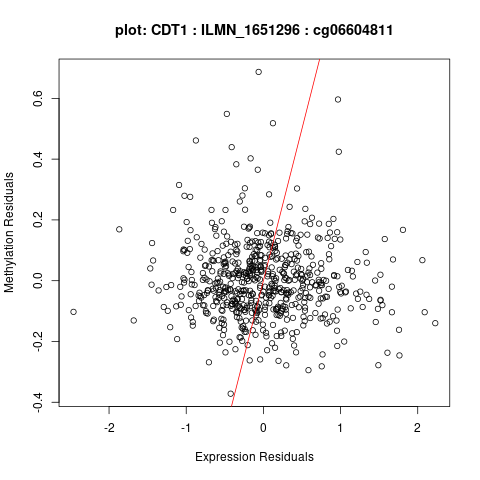 plot: CDT1 : ILMN_1651296 : cg06604811
0.6
0.4
0.2
0.0
-0.2
-0.4
Methylation Residuals
-2 -1 0 1 2
Expression Residuals